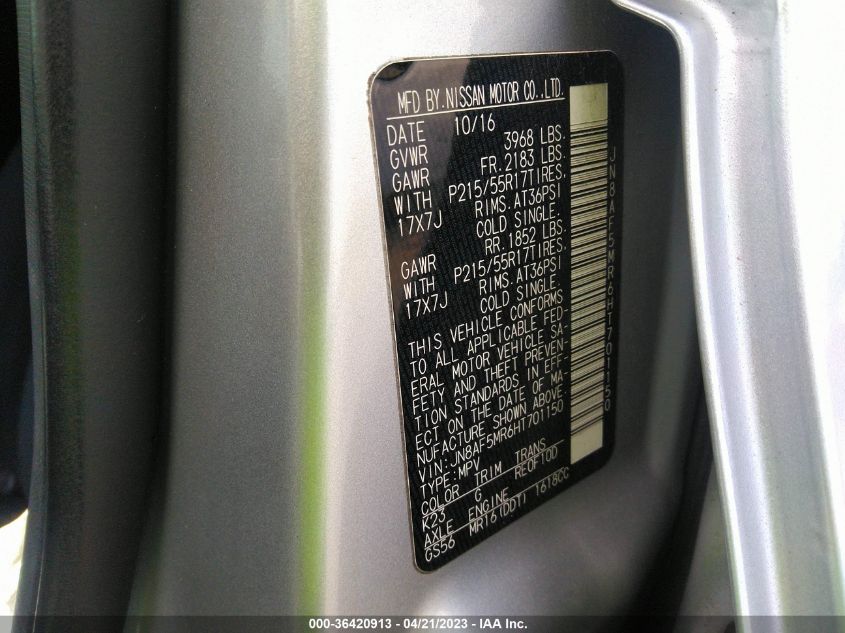 MFD BY.NISSAN MOTOR CO.,LTD.
DATE 10/16
GVWR 3968 LBS.
GAWR FR.2183 LBS.
WITH P215/55R17TIRES.
17X7J RIMS.AT36PSI
COLD SINGLE.
GAWR RR.1852 LBS.
WITH P215/55R17TIRES.
17X7J RIMS.AT36PSI
COLD SINGLE.
THIS VEHICLE CONFORMS
TO ALL APPLICABLE FED-
ERAL MOTOR VEHICLE SA-
FETY AND THEFT PREVEN-
TION STANDARDS IN EFF-
ECT ON THE DATE OF MA-
NUFACTURE SHOWN ABOVE.
VIN:JN8AF5MR6HT701150
TYPE:MPV
COLOR TRIM TRANS
K23 G RE0F10D
AXLE ENGINE
GS56 MR16(DDT) 1618CC
JN8AF5MR6HT701150
000-36420913 - 04/21/2023 - IAA Inc.